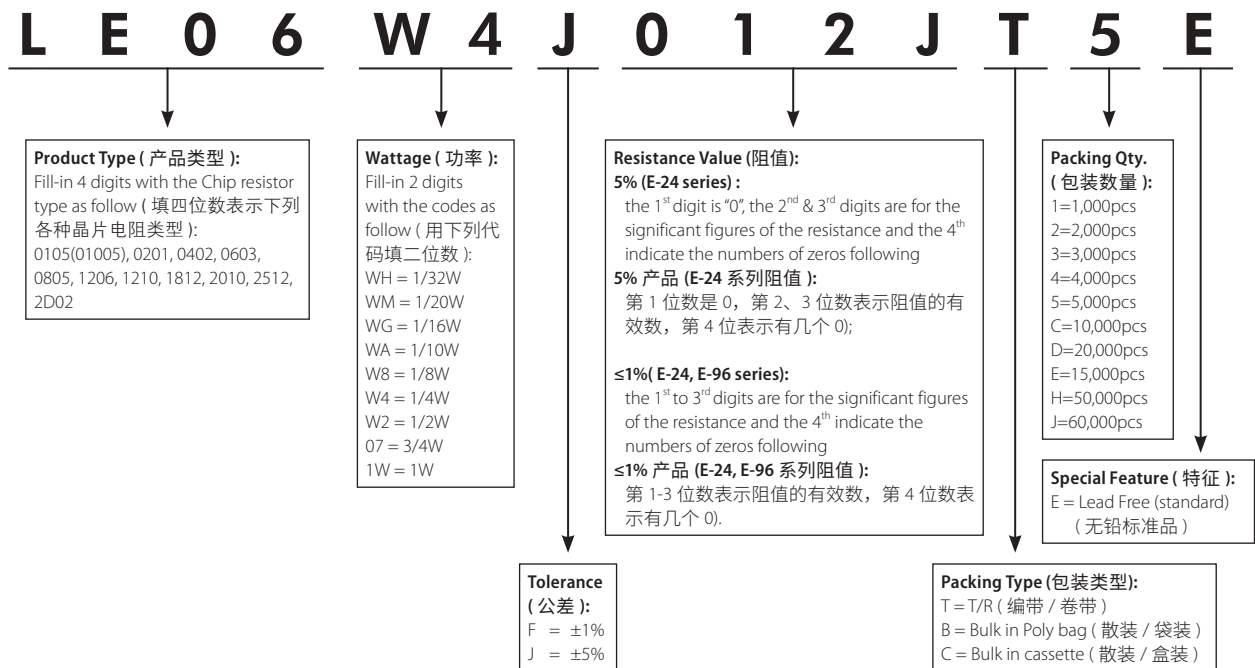 L E 0 6 W 4 J 0 1 2 J T 5 E
Product Type ( 产品类型 ):
Fill-in 4 digits with the Chip resistor
type as follow ( 填四位数表示下列
各种晶片电阻类型 ):
0105(01005), 0201, 0402, 0603,
0805, 1206, 1210, 1812, 2010, 2512,
2D02
Wattage ( 功率 ):
Fill-in 2 digits
with the codes as
follow ( 用下列代
码填二位数 ):
WH = 1/32W
WM = 1/20W
WG = 1/16W
WA = 1/10W
W8 = 1/8W
W4 = 1/4W
W2 = 1/2W
07 = 3/4W
1W = 1W
Tolerance
( 公差 ):
F = ±1%
J = ±5%
Resistance Value (阻值):
5% (E-24 series) :
the 1st digit is “0”, the 2nd & 3rd digits are for the
significant figures of the resistance and the 4th
indicate the numbers of zeros following
5% 产品 (E-24 系列阻值 ):
第 1 位数是 0，第 2、3 位数表示阻值的有
效数，第 4 位表示有几个 0);
≤1%( E-24, E-96 series):
the 1st to 3rd digits are for the significant figures
of the resistance and the 4th indicate the
numbers of zeros following
≤1% 产品 (E-24, E-96 系列阻值 ):
第 1-3 位数表示阻值的有效数，第 4 位数表
示有几个 0).
Packing Type (包装类型):
T = T/R ( 编带 / 卷带 )
B = Bulk in Poly bag ( 散装 / 袋装 )
C = Bulk in cassette ( 散装 / 盒装 )
Packing Qty.
( 包装数量 ):
1=1,000pcs
2=2,000pcs
3=3,000pcs
4=4,000pcs
5=5,000pcs
C=10,000pcs
D=20,000pcs
E=15,000pcs
H=50,000pcs
J=60,000pcs
Special Feature ( 特征 ):
E = Lead Free (standard)
( 无铅标准品 )